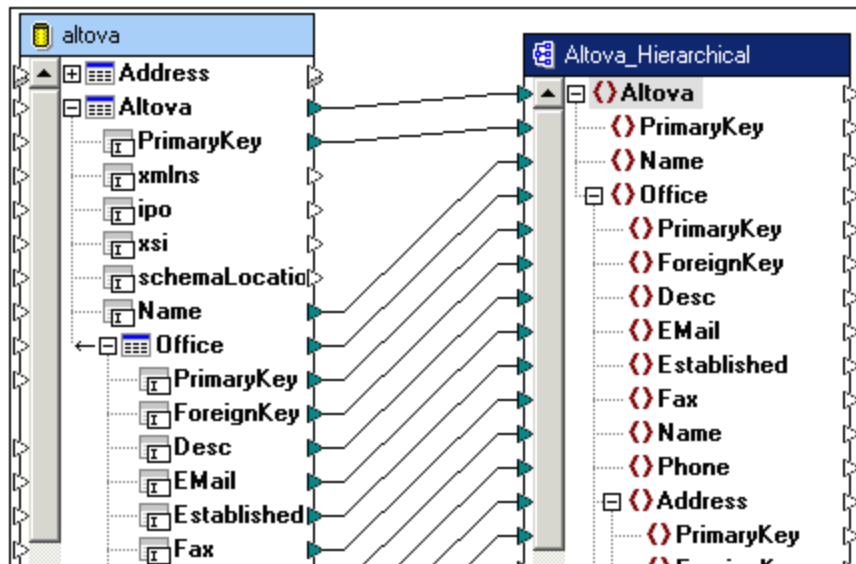 altova
Address
Altova
PrimaryKey
xmlns
ipo
xsi
schemaLocatio
Name
Office
PrimaryKey
ForeignKey
Desc
EMail
Established
Fax
Altova_Hierarchical
Altova
PrimaryKey
Name
Office
PrimaryKey
ForeignKey
Desc
EMail
Established
Fax
Name
Phone
Address
PrimaryKey